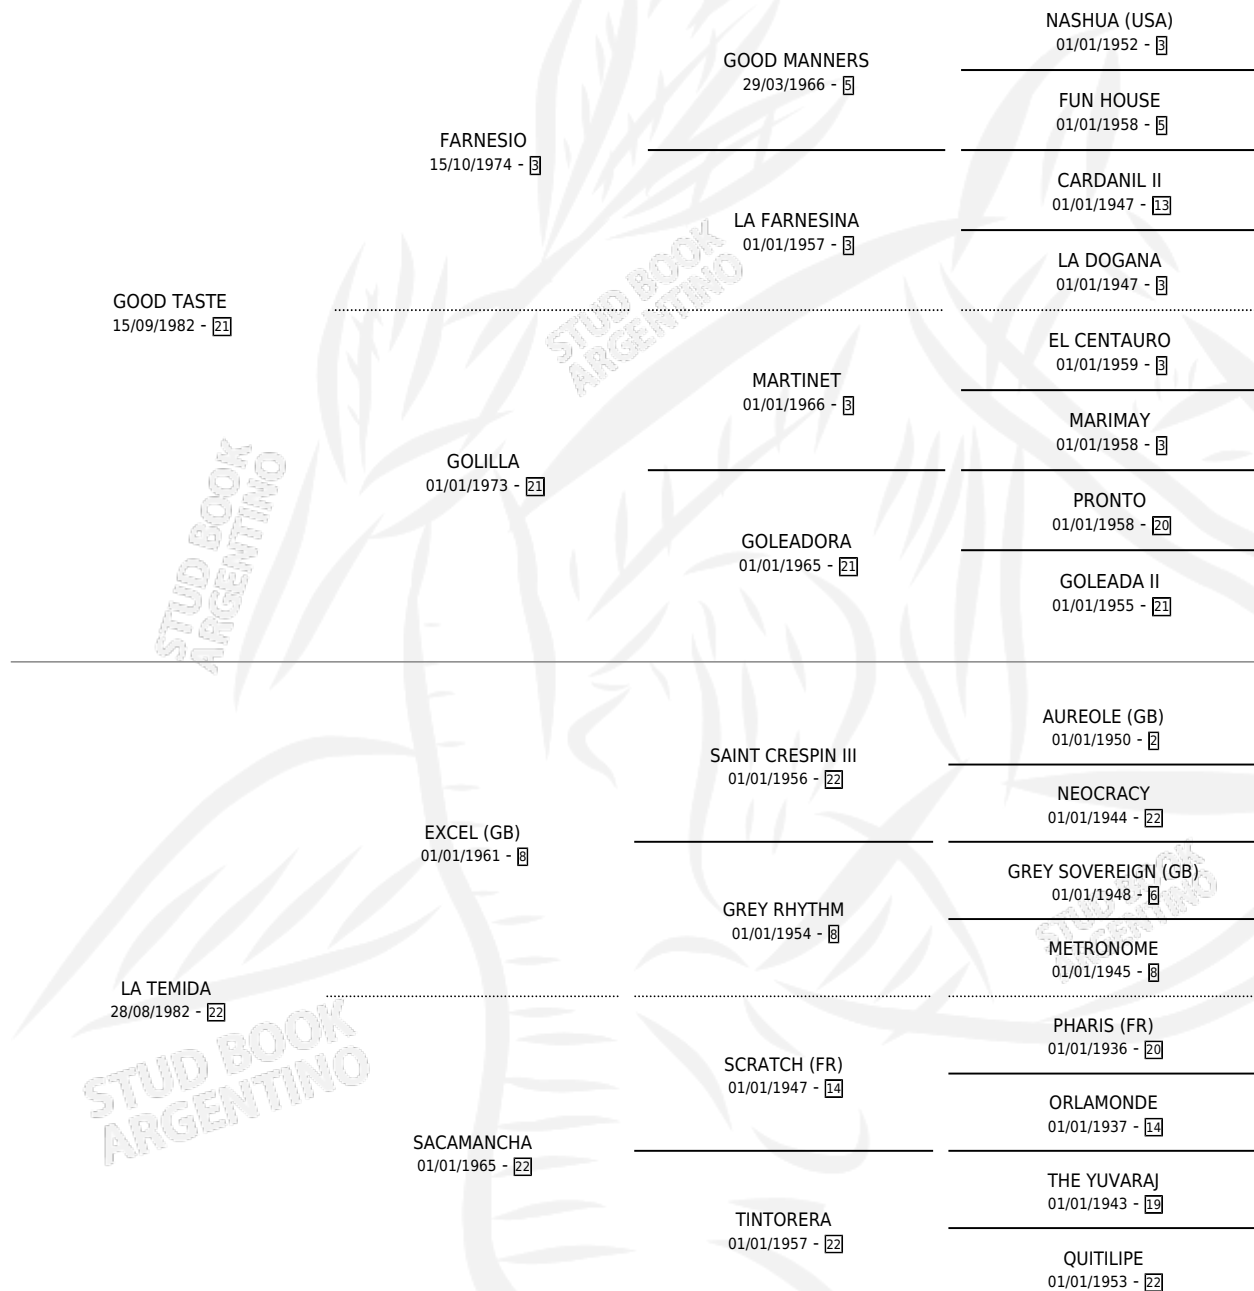 GOOD TASTE
15/09/1982 - 21
FARNESIO
15/10/1974 - 3
GOOD MANNERS
29/03/1966 - 5
NASHUA (USA)
01/01/1952 - 3
FUN HOUSE
01/01/1958 - 5
LA FARNESINA
01/01/1957 - 3
CARDANIL II
01/01/1947 - 13
LA DOGANA
01/01/1947 - 3
GOLILLA
01/01/1973 - 21
MARTINET
01/01/1966 - 3
EL CENTAURO
01/01/1959 - 3
MARIMAY
01/01/1958 - 3
GOLEADORA
01/01/1965 - 21
PRONTO
01/01/1958 - 20
GOLEADA II
01/01/1955 - 21
LA TEMIDA
28/08/1982 - 22
EXCEL (GB)
01/01/1961 - 8
SAINT CRESPIN III
01/01/1956 - 22
AUREOLE (GB)
01/01/1950 - 2
NEOCRACY
01/01/1944 - 22
GREY RHYTHM
01/01/1954 - 8
GREY SOVEREIGN (GB)
01/01/1948 - 6
METRONOME
01/01/1945 - 8
SACAMANCHA
01/01/1965 - 22
SCRATCH (FR)
01/01/1947 - 14
PHARIS (FR)
01/01/1936 - 20
ORLAMONDE
01/01/1937 - 14
TINTORERA
01/01/1957 - 22
THE YUVARAJ
01/01/1943 - 19
QUITILIPE
01/01/1953 - 22
STUD BOOK
ARGENTINO
STUD BOOK
ARGENTINO
STUD BOOK
ARGENTINO
STUD BOOK
ARGENTINO